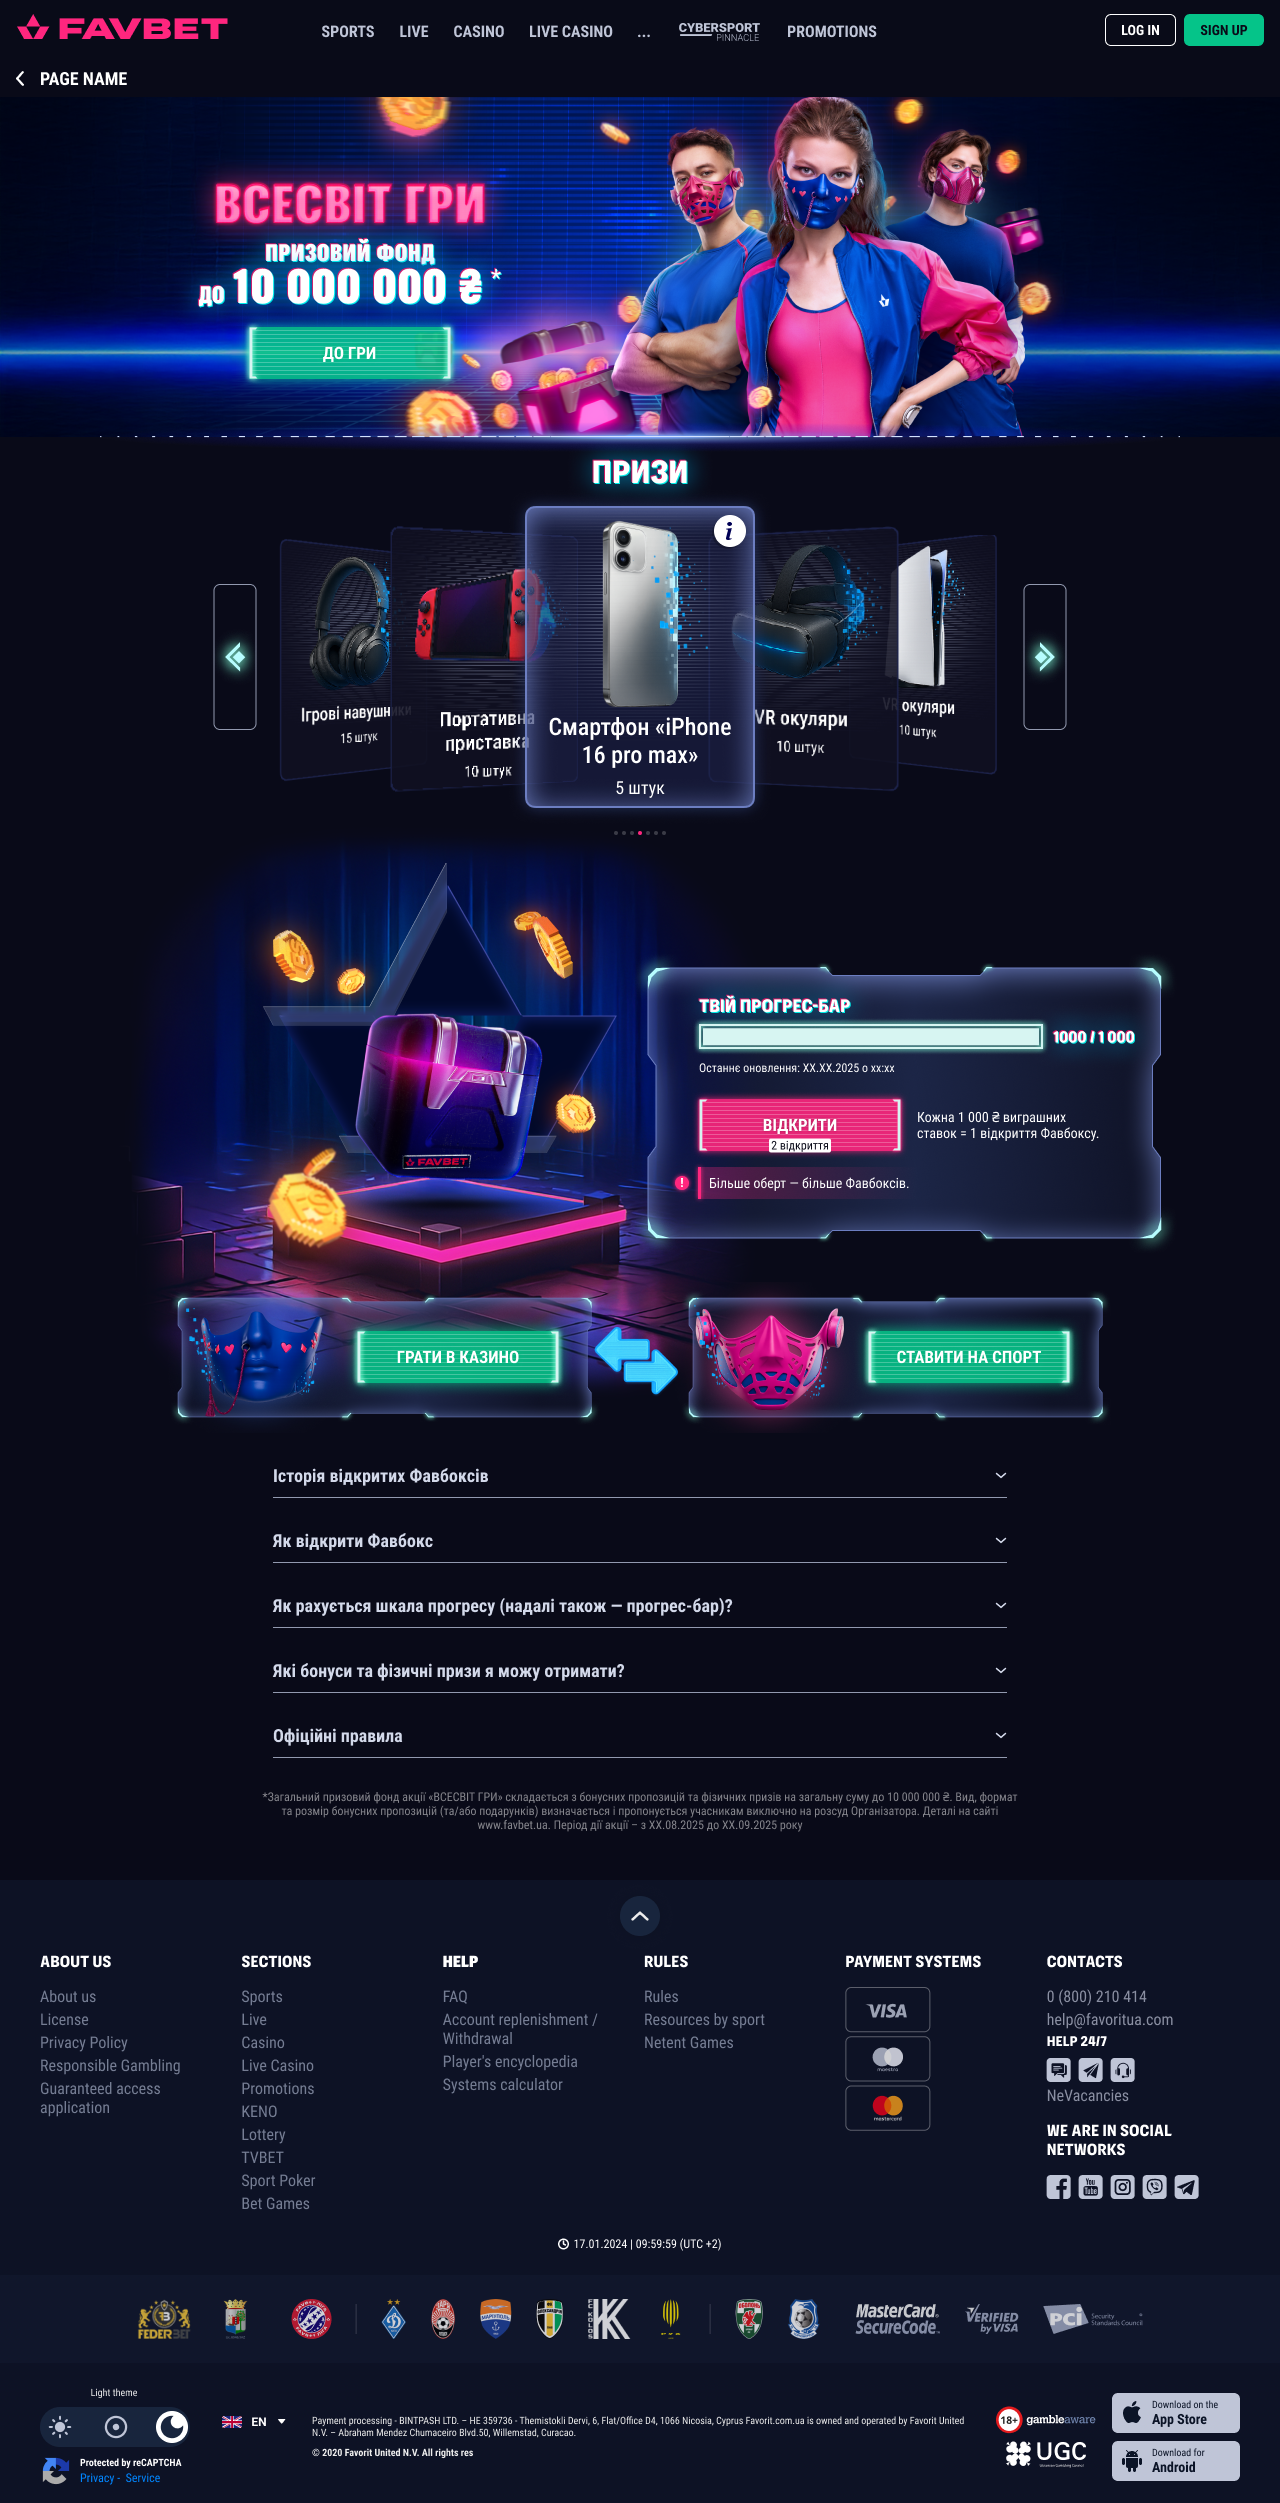 FAVBET
SPORTS LIVE CASINO LIVE CASINO ... CYBERSPORT PINNACLE PROMOTIONS
LOG IN SIGN UP
PAGE NAME
ВСЕСВІТ ГРИ
ПРИЗОВИЙ ФОНД
ДО 10 000 000 ₴ *
ДО ГРИ
ПРИЗИ
i
Ігрові навушники
15 штук
Портативна
приставка
10 штук
Смартфон «iPhone
16 pro max»
5 штук
VR окуляри
10 штук
VR окуляри
10 штук
ТВІЙ ПРОГРЕС-БАР
1000 / 1 000
Останнє оновлення: XX.XX.2025 о xx:xx
ВІДКРИТИ
2 відкриття
Кожна 1 000 ₴ виграшних
ставок = 1 відкриття Фавбоксу.
! Більше оберт — більше Фавбоксів.
FAVBET
ГРАТИ В КАЗИНО
СТАВИТИ НА СПОРТ
Історія відкритих Фавбоксів
Як відкрити Фавбокс
Як рахується шкала прогресу (надалі також — прогрес-бар)?
Які бонуси та фізичні призи я можу отримати?
Офіційні правила
*Загальний призовий фонд акції «ВСЕСВІТ ГРИ» складається з бонусних пропозицій та фізичних призів на загальну суму до 10 000 000 ₴. Вид, формат
та розмір бонусних пропозицій (та/або подарунків) визначається і пропонується учасникам виключно на розсуд Організатора. Деталі на сайті
www.favbet.ua. Період дії акції – з XX.08.2025 до XX.09.2025 року
ABOUT US
About us
License
Privacy Policy
Responsible Gambling
Guaranteed access
application
SECTIONS
Sports
Live
Casino
Live Casino
Promotions
KENO
Lottery
TVBET
Sport Poker
Bet Games
HELP
FAQ
Account replenishment /
Withdrawal
Player's encyclopedia
Systems calculator
RULES
Rules
Resources by sport
Netent Games
PAYMENT SYSTEMS
VISA
maestro
mastercard
CONTACTS
0 (800) 210 414
help@favoritua.com
HELP 24/7
NeVacancies
WE ARE IN SOCIAL
NETWORKS
You
Tube
17.01.2024 | 09:59:59 (UTC +2)
FEDERBET
МАРІУПОЛЬ
MasterCard.
SecureCode™
VERIFIED
by VISA
PCI Security
Standards Council
Light theme
EN
Protected by reCAPTCHA
Privacy - Service
Payment processing - BINTPASH LTD. – HE 359736 - Themistokli Dervi, 6, Flat/Office D4, 1066 Nicosia, Cyprus Favorit.com.ua is owned and operated by Favorit United
N.V. – Abraham Mendez Chumaceiro Blvd.50, Willemstad, Curacao.
© 2020 Favorit United N.V. All rights res
18+ gambleaware
UGC
Download on the
App Store
Download for
Android